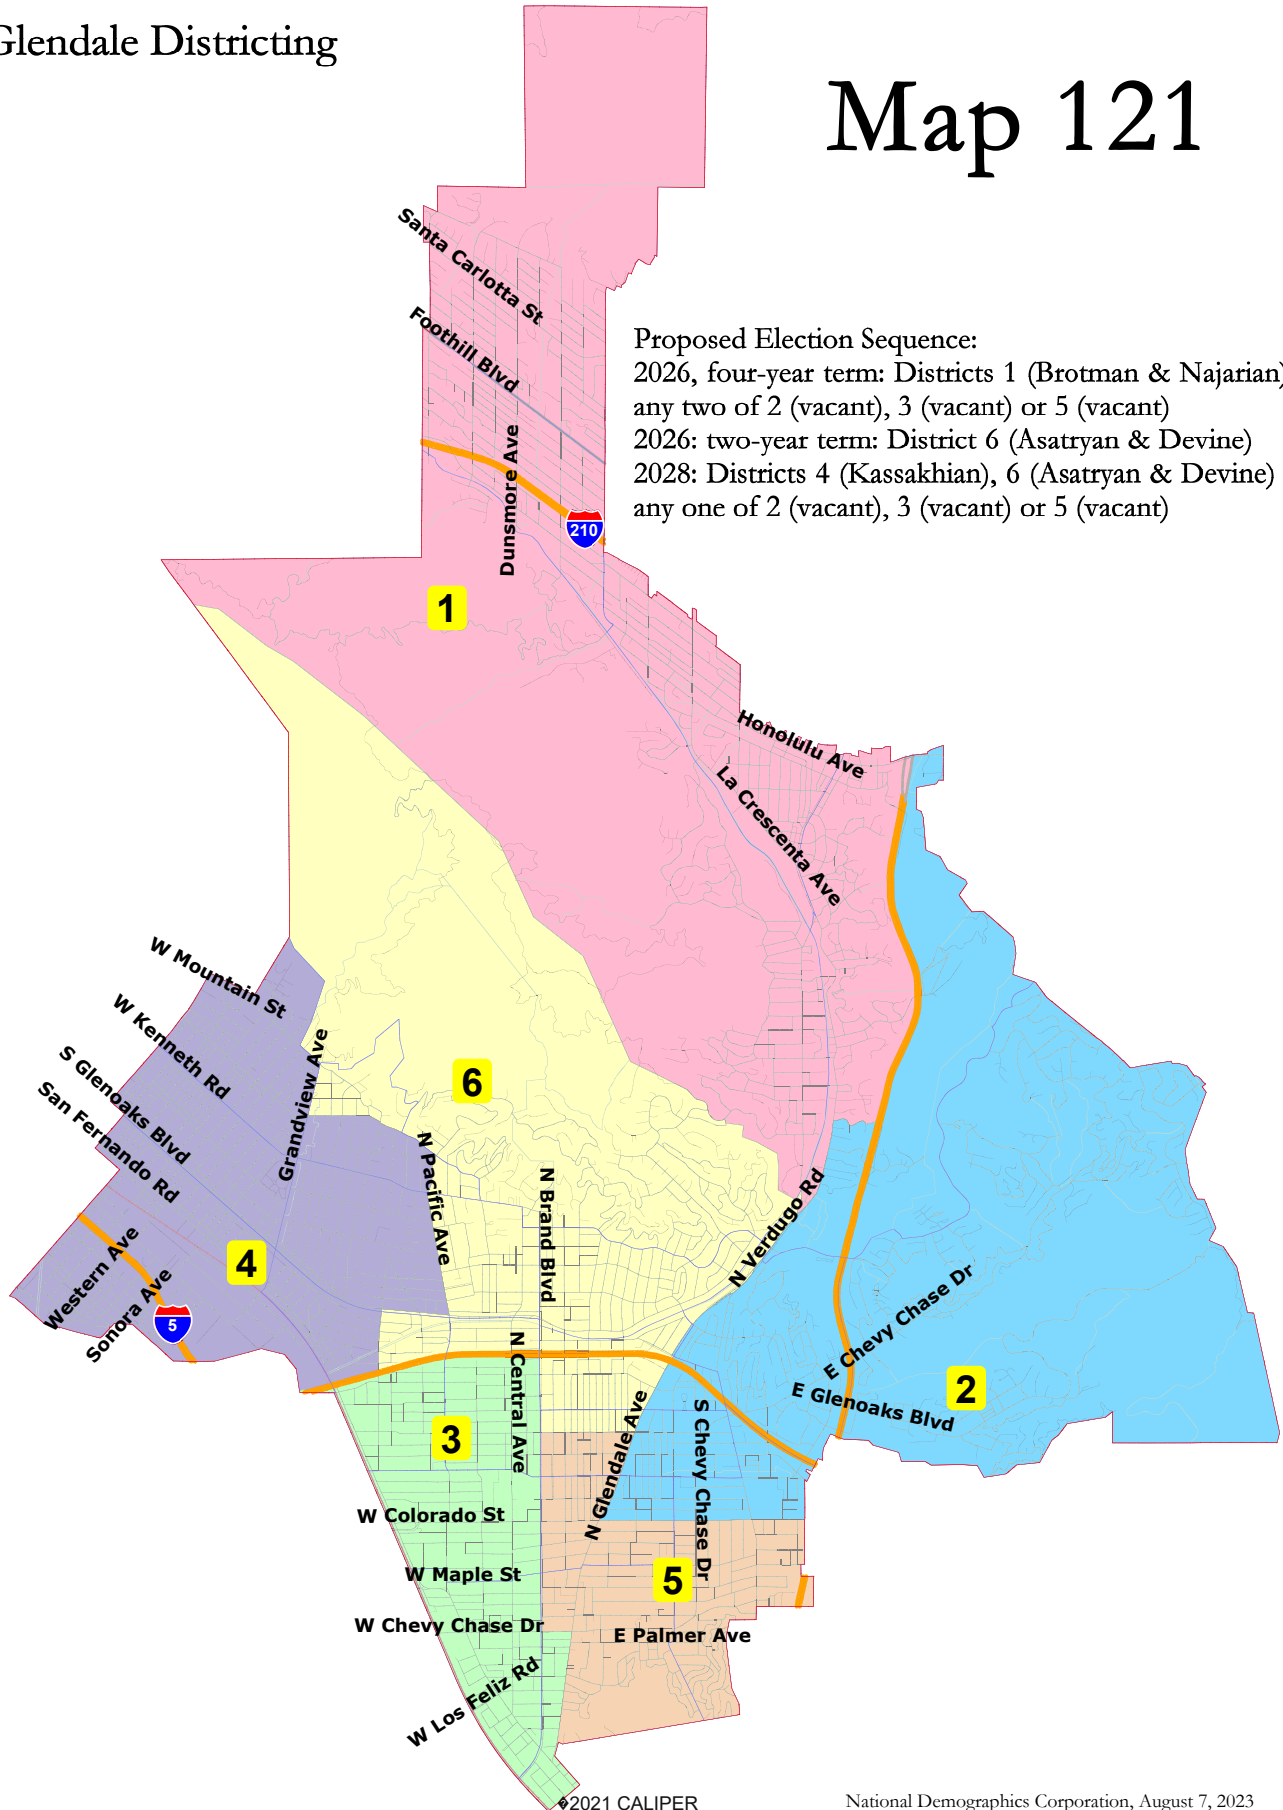 Glendale Districting
Map 121
Santa Carlotta St
Foothill Blvd
Proposed Election Sequence:
2026, four-year term: Districts 1 (Brotman & Najarian)
any two of 2 (vacant), 3 (vacant) or 5 (vacant)
2026: two-year term: District 6 (Asatryan & Devine)
2028: Districts 4 (Kassakhian), 6 (Asatryan & Devine)
any one of 2 (vacant), 3 (vacant) or 5 (vacant)
Dunsmore Ave
210
1
Honolulu Ave
La Crescenta Ave
W Mountain St
W Kenneth Rd
S Glenoaks Blvd
San Fernando Rd
Grandview Ave
6
N Pacific Ave
N Brand Blvd
N Verdugo Rd
Western Ave
4
Sonora Ave
5
E Chevy Chase Dr
N Central Ave
E Glenoaks Blvd
2
3
N Glendale Ave
S Chevy Chase Dr
W Colorado St
W Maple St
5
W Chevy Chase Dr
E Palmer Ave
W Los Feliz Rd
©2021 CALIPER
National Demographics Corporation, August 7, 2023